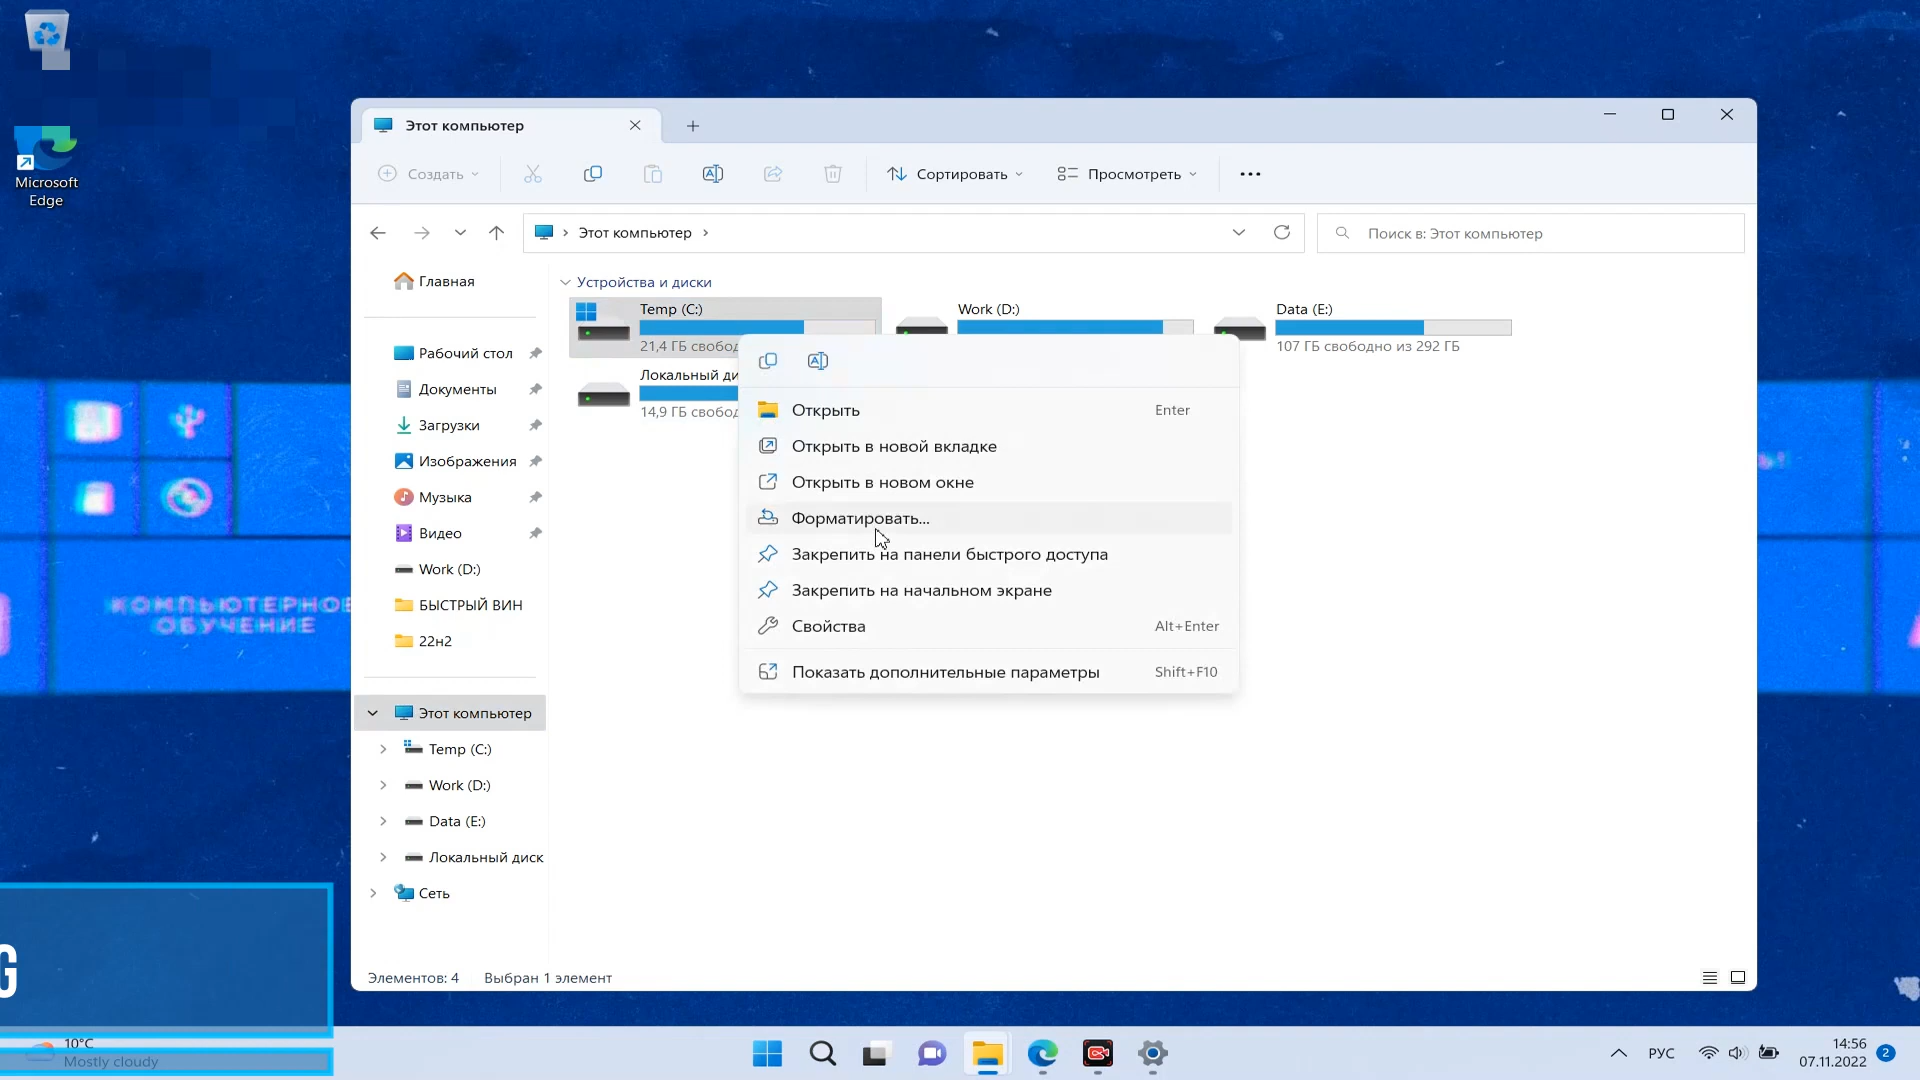 Microsoft
Edge
Этот компьютер
Создать
Сортировать
Просмотреть
Этот компьютер
Поиск в: Этот компьютер
Главная
Рабочий стол
Документы
Загрузки
Изображения
Музыка
Видео
Work (D:)
БЫСТРЫЙ ВИН
22н2
Этот компьютер
Temp (C:)
Work (D:)
Data (E:)
Локальный диск
Сеть
Устройства и диски
Temp (C:)
21,4 ГБ свобод
Work (D:)
Data (E:)
107 ГБ свободно из 292 ГБ
Локальный ди
14,9 ГБ свобод
Открыть Enter
Открыть в новой вкладке
Открыть в новом окне
Форматировать...
Закрепить на панели быстрого доступа
Закрепить на начальном экране
Свойства Alt+Enter
Показать дополнительные параметры Shift+F10
Элементов: 4 Выбран 1 элемент
КОМПЬЮТЕРНОЕ
ОБУЧЕНИЕ
G
10°C
Mostly cloudy
РУС
14:56
07.11.2022
2